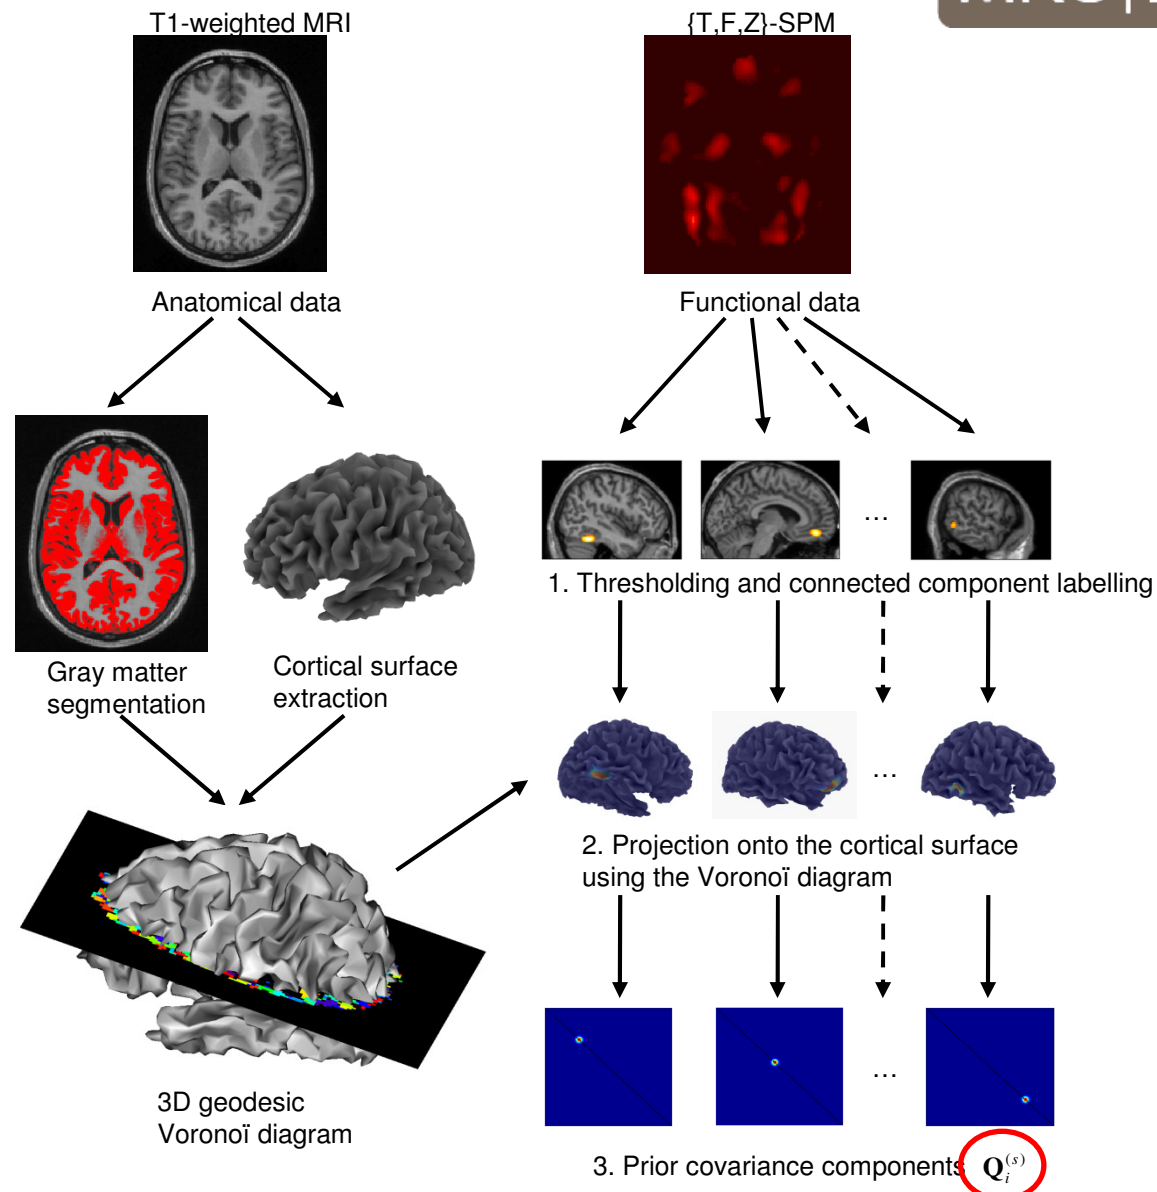 T1-weighted MRI
{T,F,Z}-SPM
Anatomical data
Functional data
...
1. Thresholding and connected component labelling
Gray matter
segmentation
Cortical surface
extraction
...
2. Projection onto the cortical surface
using the Voronoï diagram
3D geodesic
Voronoï diagram
...
3. Prior covariance components Q_i^(s)